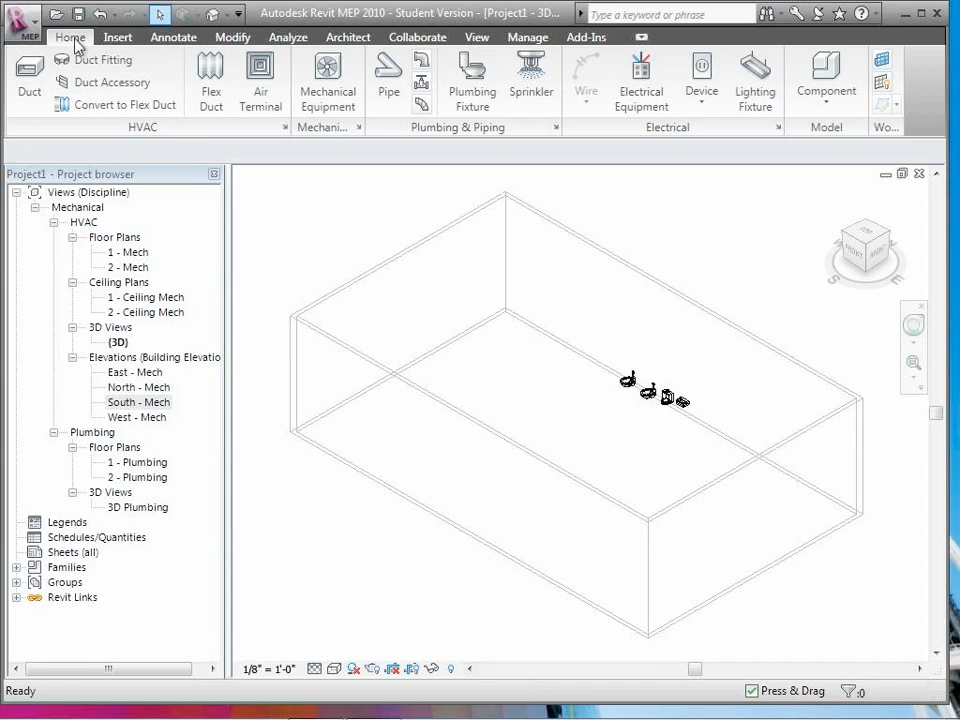 Autodesk Revit MEP 2010 - Student Version - [Project1 - 3D...
Type a keyword or phrase
MEP
Home Insert Annotate Modify Analyze Architect Collaborate View Manage Add-Ins
Duct
Duct Fitting
Duct Accessory
Convert to Flex Duct
Flex Duct
Air Terminal
Mechanical Equipment
Pipe
Plumbing Fixture
Sprinkler
Wire
Electrical Equipment
Device
Lighting Fixture
Component
HVAC Mechani... Plumbing & Piping Electrical Model Wo...
Project1 - Project browser
Views (Discipline)
Mechanical
HVAC
Floor Plans
1 - Mech
2 - Mech
Ceiling Plans
1 - Ceiling Mech
2 - Ceiling Mech
3D Views
{3D}
Elevations (Building Elevatio
East - Mech
North - Mech
South - Mech
West - Mech
Plumbing
Floor Plans
1 - Plumbing
2 - Plumbing
3D Views
3D Plumbing
Legends
Schedules/Quantities
Sheets (all)
Families
Groups
Revit Links
TOP
FRONT RIGHT
S E
1/8" = 1'-0"
Ready
Press & Drag
:0